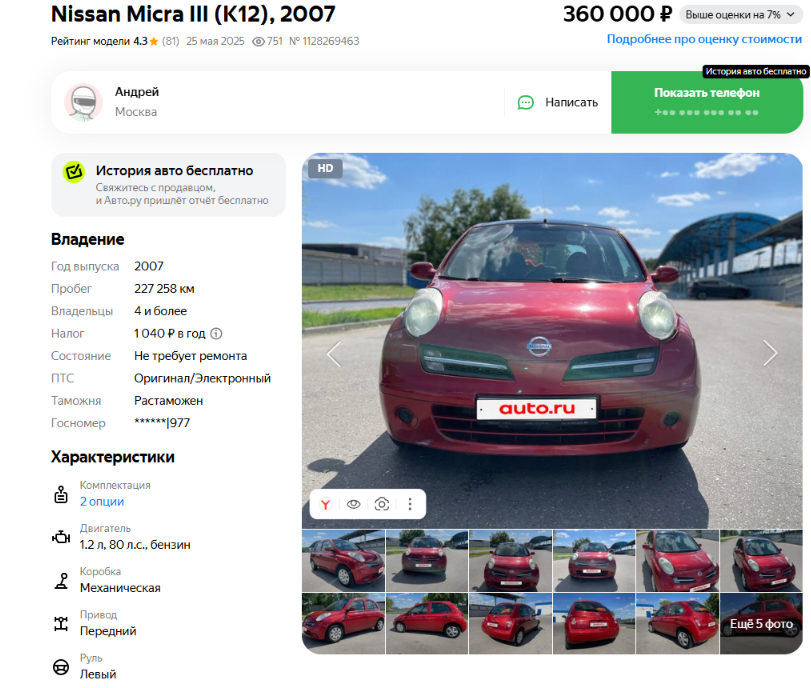 Nissan Micra III (K12), 2007
360 000 ₽
Выше оценки на 7%
Рейтинг модели 4.3 (81) 25 мая 2025 751 № 1128269463
Подробнее про оценку стоимости
История авто бесплатно
Андрей
Москва
Написать
Показать телефон
История авто бесплатно
Свяжитесь с продавцом,
и Авто.ру пришлёт отчёт бесплатно
HD
Владение
Год выпуска 2007
Пробег 227 258 км
Владельцы 4 и более
Налог 1 040 ₽ в год
Состояние Не требует ремонта
ПТС Оригинал/Электронный
Таможня Растаможен
Госномер ******|977
auto.ru
Характеристики
Комплектация
2 опции
Двигатель
1.2 л, 80 л.с., бензин
Коробка
Механическая
Привод
Передний
Руль
Левый
Y
Ещё 5 фото